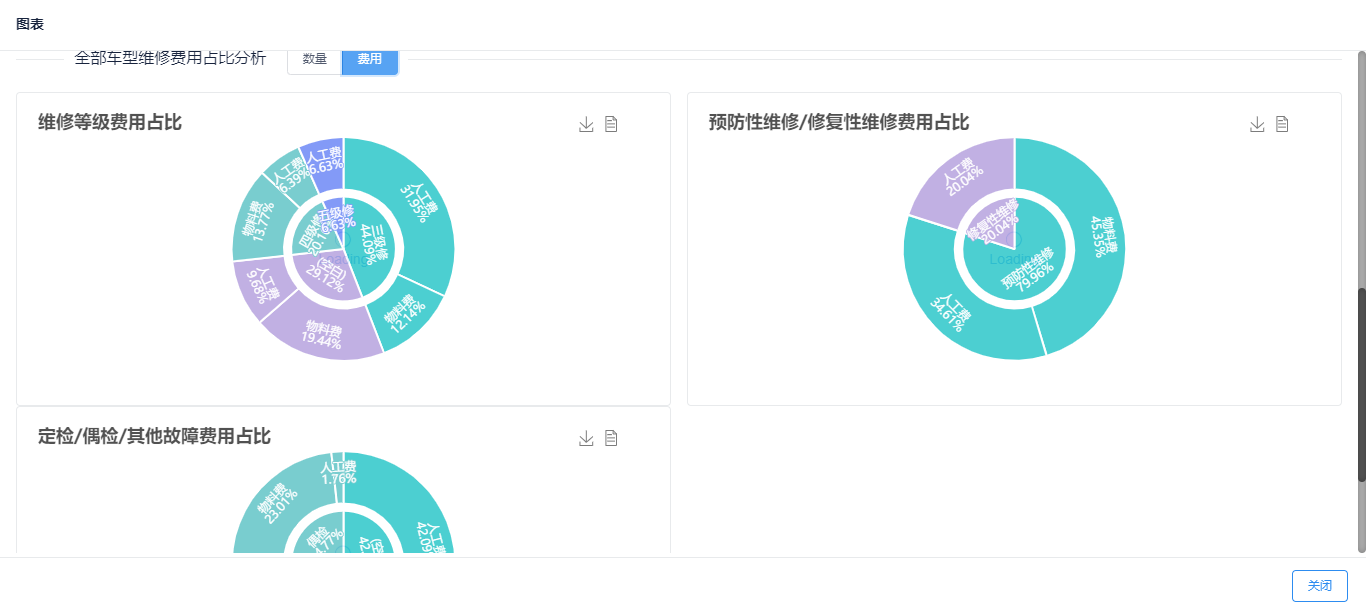 图表
全部车型维修费用占比分析
数量
费用
维修等级费用占比
人工费
6.63%
人工费
6.39%
人工费
31.95%
物料费
13.77%
五级修
6.63%
四级修
三级修
44.09%
(空白)
29.12%
人工费
9.68%
物料费
12.14%
物料费
19.44%
预防性维修/修复性维修费用占比
人工费
20.04%
修复性维修
20.04%
物料费
45.35%
Loading
预防性维修
79.96%
人工费
34.61%
定检/偶检/其他故障费用占比
人工费
1.76%
物料费
23.01%
人工费
42.09%
偶检
关闭